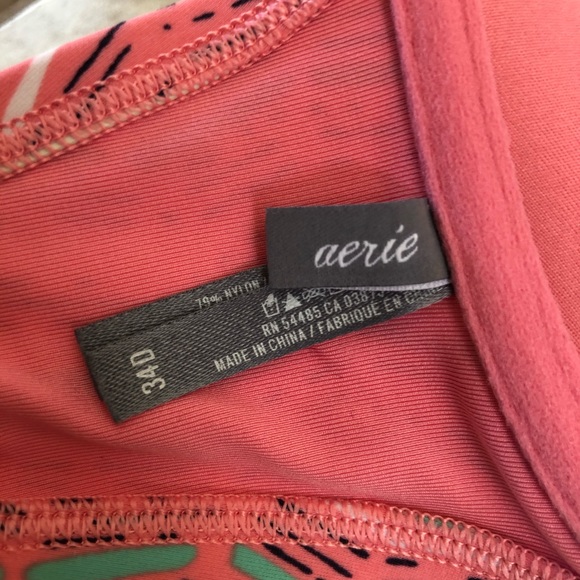 aerie
79% NYLON
RN 54485 CA 038
MADE IN CHINA / FABRIQUE EN
34D